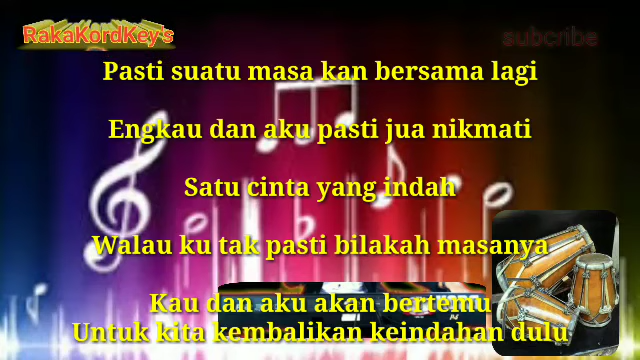 RakaKordKey's
subcribe
Pasti suatu masa kan bersama lagi
Engkau dan aku pasti jua nikmati
Satu cinta yang indah
Walau ku tak pasti bilakah masanya
Kau dan aku akan bertemu
Untuk kita kembalikan keindahan dulu